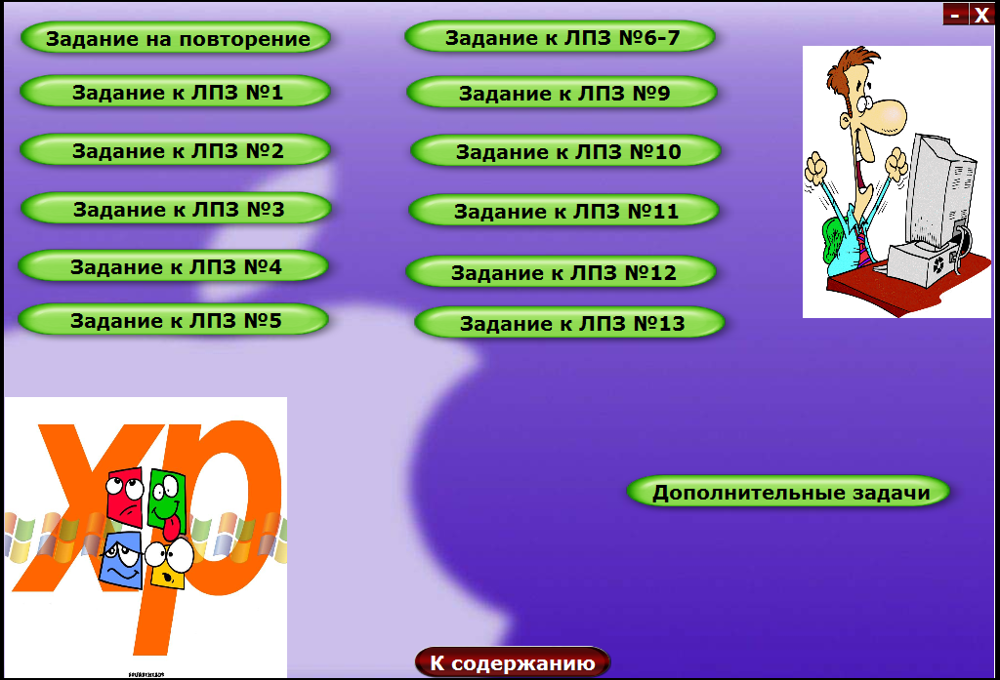 - X
Задание на повторение
Задание к ЛПЗ №1
Задание к ЛПЗ №2
Задание к ЛПЗ №3
Задание к ЛПЗ №4
Задание к ЛПЗ №5
Задание к ЛПЗ №6-7
Задание к ЛПЗ №9
Задание к ЛПЗ №10
Задание к ЛПЗ №11
Задание к ЛПЗ №12
Задание к ЛПЗ №13
xp
Дополнительные задачи
К содержанию